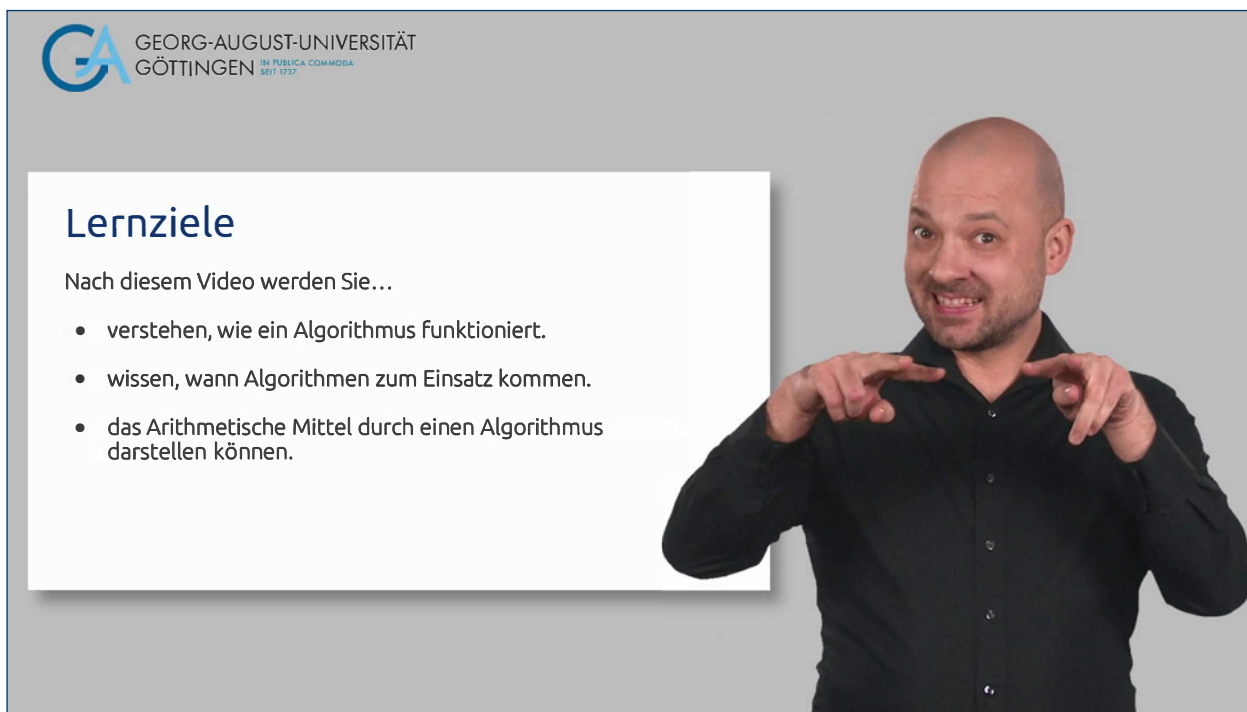 GEORG-AUGUST-UNIVERSITÄT
GÖTTINGEN IN PUBLICA COMMODA
SEIT 1737
Lernziele
Nach diesem Video werden Sie…
• verstehen, wie ein Algorithmus funktioniert.
• wissen, wann Algorithmen zum Einsatz kommen.
• das Arithmetische Mittel durch einen Algorithmus
darstellen können.